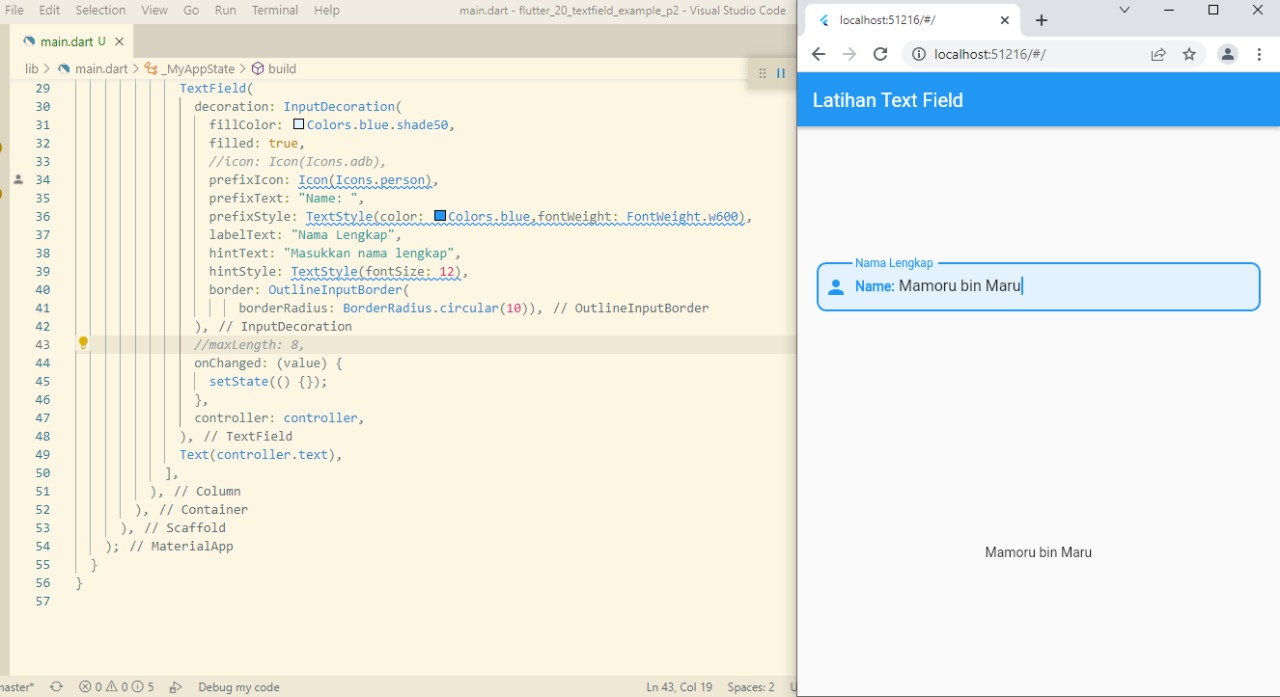 File Edit Selection View Go Run Terminal Help main.dart - flutter_20_textfield_example_p2 - Visual Studio Code
main.dart U
lib > main.dart > _MyAppState > build
29 TextField(
30 decoration: InputDecoration(
31 fillColor: Colors.blue.shade50,
32 filled: true,
33 //icon: Icon(Icons.adb),
34 prefixIcon: Icon(Icons.person),
35 prefixText: "Name: ",
36 prefixStyle: TextStyle(color: Colors.blue,fontWeight: FontWeight.w600),
37 labelText: "Nama Lengkap",
38 hintText: "Masukkan nama lengkap",
39 hintStyle: TextStyle(fontSize: 12),
40 border: OutlineInputBorder(
41 borderRadius: BorderRadius.circular(10)), // OutlineInputBorder
42 ), // InputDecoration
43 //maxLength: 8,
44 onChanged: (value) {
45 setState(() {});
46 },
47 controller: controller,
48 ), // TextField
49 Text(controller.text),
50 ],
51 ), // Column
52 ), // Container
53 ), // Scaffold
54 ); // MaterialApp
55 }
56 }
57
naster* 0 0 5 Debug my code Ln 43, Col 19 Spaces: 2 U
localhost:51216/#/
localhost:51216/#/
Latihan Text Field
Nama Lengkap
Name: Mamoru bin Maru
Mamoru bin Maru